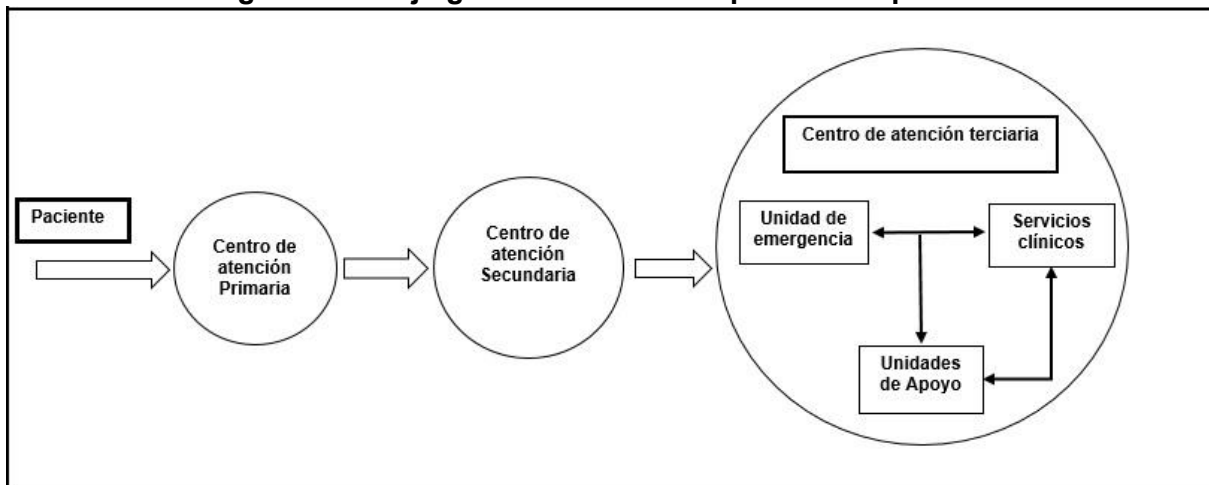 Paciente
Centro de
atención
Primaria
Centro de
atención
Secundaria
Centro de atención terciaria
Unidad de
emergencia
Servicios
clínicos
Unidades
de Apoyo